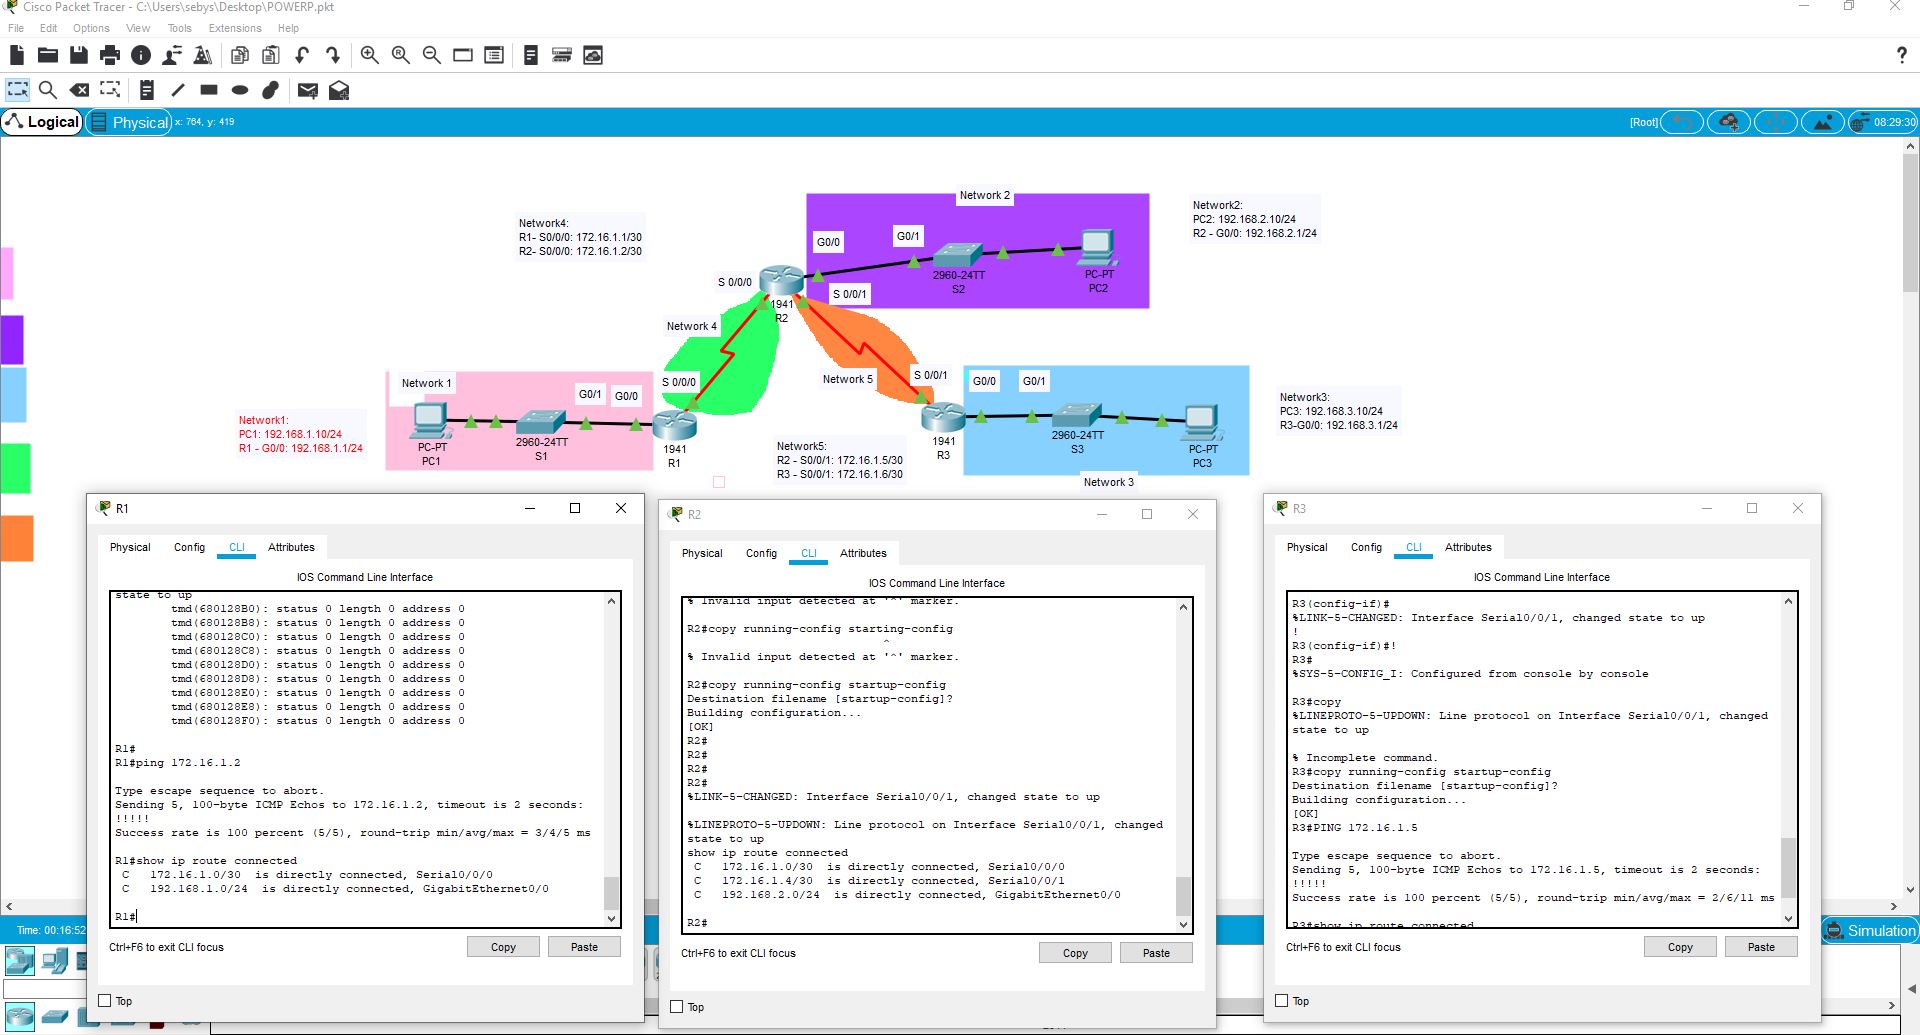 Cisco Packet Tracer - C:\Users\sebys\Desktop\POWERP.pkt
File Edit Options View Tools Extensions Help
Logical
Physical
x: 764, y: 419
[Root]
08:29:30
Network 2
Network4:
R1- S0/0/0: 172.16.1.1/30
R2- S0/0/0: 172.16.1.2/30
Network2:
PC2: 192.168.2.10/24
R2 - G0/0: 192.168.2.1/24
G0/0
G0/1
2960-24TT
S2
PC-PT
PC2
S 0/0/0
S 0/0/1
1941
R2
Network 4
Network 5
S 0/0/0
S 0/0/1
Network 1
G0/1
G0/0
G0/0
G0/1
Network1:
PC1: 192.168.1.10/24
R1 - G0/0: 192.168.1.1/24
PC-PT
PC1
2960-24TT
S1
1941
R1
Network5:
R2 - S0/0/1: 172.16.1.5/30
R3 - S0/0/1: 172.16.1.6/30
1941
R3
2960-24TT
S3
PC-PT
PC3
Network 3
Network3:
PC3: 192.168.3.10/24
R3-G0/0: 192.168.3.1/24
R1
Physical Config CLI Attributes
IOS Command Line Interface
state to up
tmd(680128B0): status 0 length 0 address 0
tmd(680128B8): status 0 length 0 address 0
tmd(680128C0): status 0 length 0 address 0
tmd(680128C8): status 0 length 0 address 0
tmd(680128D0): status 0 length 0 address 0
tmd(680128D8): status 0 length 0 address 0
tmd(680128E0): status 0 length 0 address 0
tmd(680128E8): status 0 length 0 address 0
tmd(680128F0): status 0 length 0 address 0
R1#
R1#ping 172.16.1.2
Type escape sequence to abort.
Sending 5, 100-byte ICMP Echos to 172.16.1.2, timeout is 2 seconds:
!!!!!
Success rate is 100 percent (5/5), round-trip min/avg/max = 3/4/5 ms
R1#show ip route connected
C 172.16.1.0/30 is directly connected, Serial0/0/0
C 192.168.1.0/24 is directly connected, GigabitEthernet0/0
R1#
Ctrl+F6 to exit CLI focus
Copy
Paste
Top
R2
Physical Config CLI Attributes
IOS Command Line Interface
% Invalid input detected at '^' marker.
R2#copy running-config starting-config
^
% Invalid input detected at '^' marker.
R2#copy running-config startup-config
Destination filename [startup-config]?
Building configuration...
[OK]
R2#
R2#
R2#
R2#
%LINK-5-CHANGED: Interface Serial0/0/1, changed state to up
%LINEPROTO-5-UPDOWN: Line protocol on Interface Serial0/0/1, changed
state to up
show ip route connected
C 172.16.1.0/30 is directly connected, Serial0/0/0
C 172.16.1.4/30 is directly connected, Serial0/0/1
C 192.168.2.0/24 is directly connected, GigabitEthernet0/0
R2#
Ctrl+F6 to exit CLI focus
Copy
Paste
Top
R3
Physical Config CLI Attributes
IOS Command Line Interface
R3(config-if)#
%LINK-5-CHANGED: Interface Serial0/0/1, changed state to up
!
R3(config-if)#!
R3#
%SYS-5-CONFIG_I: Configured from console by console
R3#copy
%LINEPROTO-5-UPDOWN: Line protocol on Interface Serial0/0/1, changed
state to up
% Incomplete command.
R3#copy running-config startup-config
Destination filename [startup-config]?
Building configuration...
[OK]
R3#PING 172.16.1.5
Type escape sequence to abort.
Sending 5, 100-byte ICMP Echos to 172.16.1.5, timeout is 2 seconds:
!!!!!
Success rate is 100 percent (5/5), round-trip min/avg/max = 2/6/11 ms
R3#show ip route connected
Ctrl+F6 to exit CLI focus
Copy
Paste
Top
Time: 00:16:52
Simulation